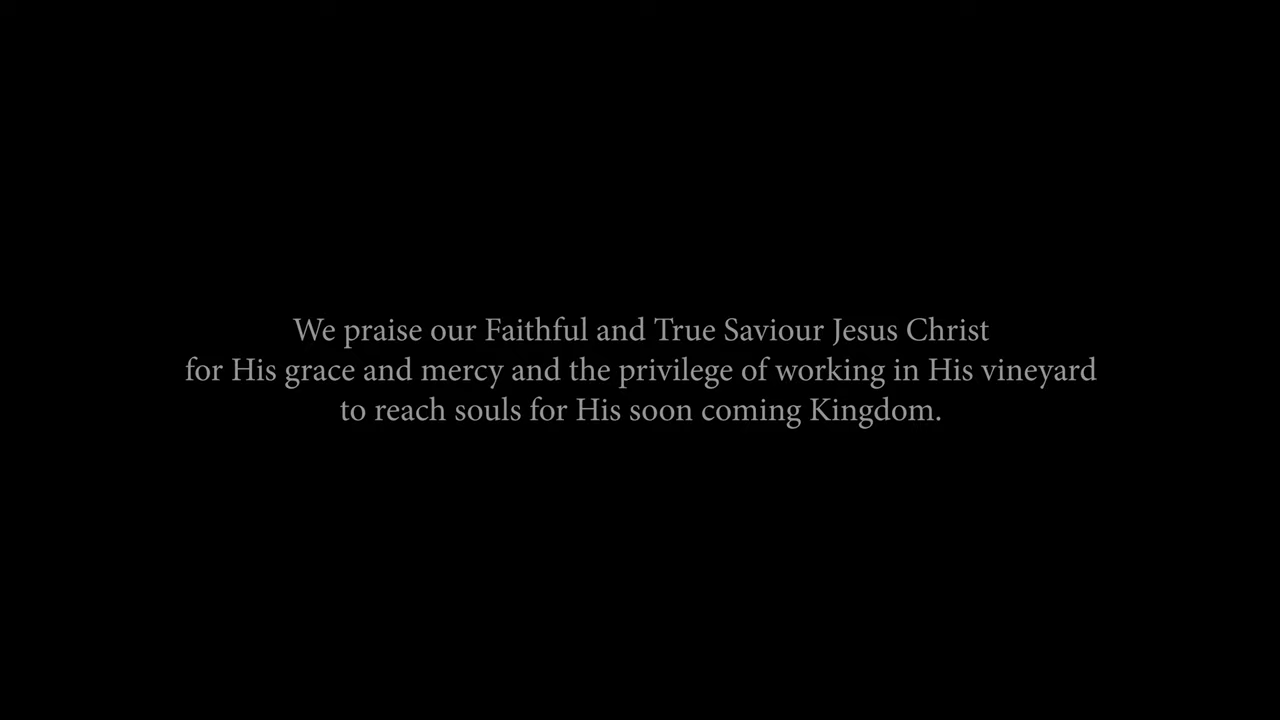 We praise our Faithful and True Saviour Jesus Christ
for His grace and mercy and the privilege of working in His vineyard
to reach souls for His soon coming Kingdom.